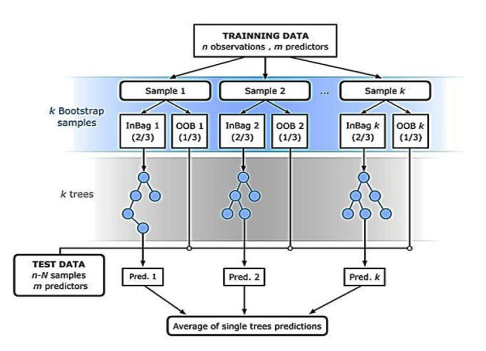 TRAINNING DATA
n observations , m predictors
Sample 1
Sample 2
...
Sample k
k Bootstrap
samples
InBag 1
(2/3)
OOB 1
(1/3)
InBag 2
(2/3)
OOB 2
(1/3)
InBag k
(2/3)
OOB k
(1/3)
k trees
TEST DATA
n-N samples
m predictors
Pred. 1
Pred. 2
Pred. k
Average of single trees predictions